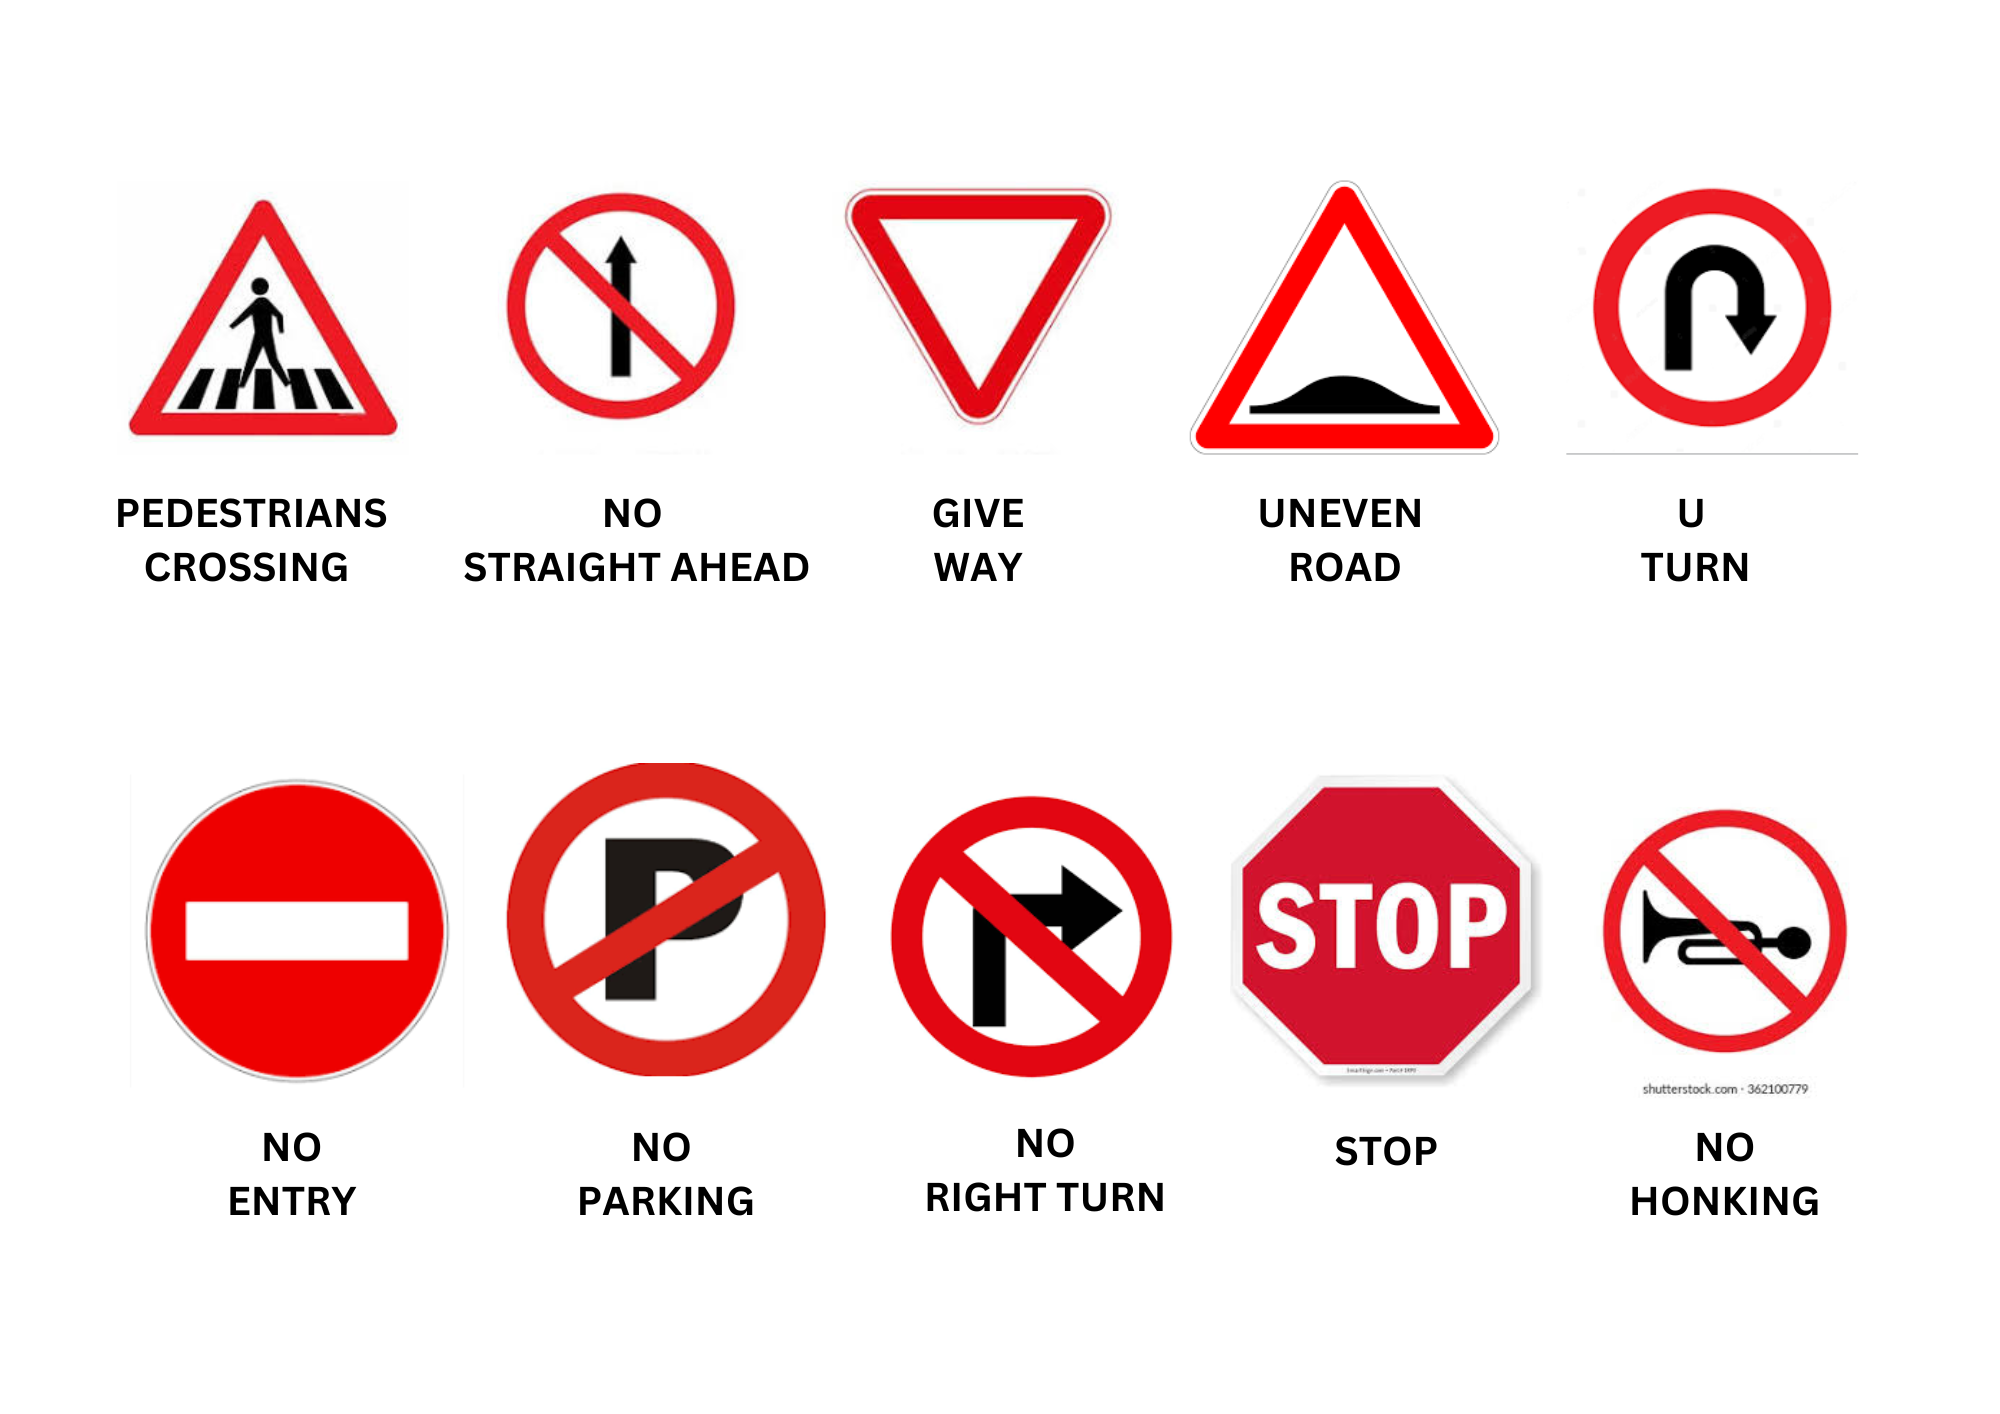 PEDESTRIANS
CROSSING
NO
STRAIGHT AHEAD
GIVE
WAY
UNEVEN
ROAD
U
TURN
P
STOP
shutterstock.com · 362100779
NO
ENTRY
NO
PARKING
NO
RIGHT TURN
STOP
NO
HONKING